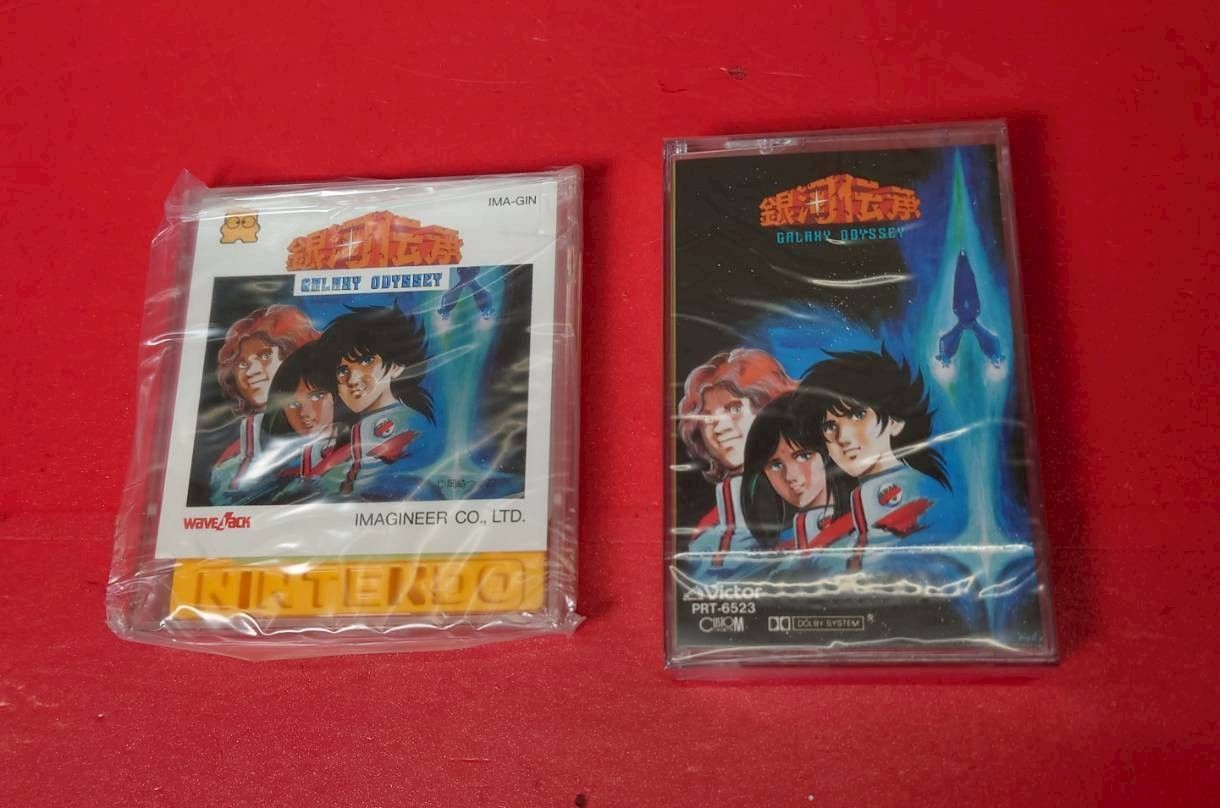 IMA-GIN
銀河伝承
GALAXY ODYSSEY
WAVE JACK
IMAGINEER CO., LTD.
NINTENDO
銀河伝承
GALAXY ODYSSEY
Victor
PRT-6523
CUSTOM
DOLBY SYSTEM ®